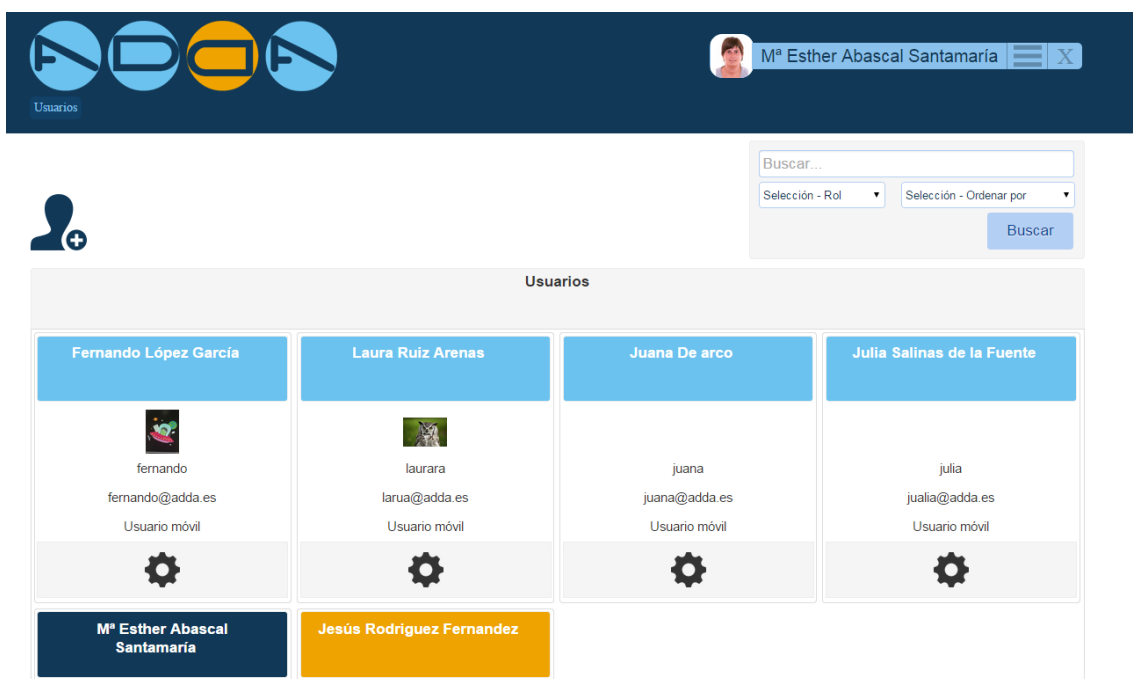 ADDA
Mª Esther Abascal Santamaría
X
Usuarios
Buscar...
Selección - Rol
Selección - Ordenar por
Buscar
Usuarios
Fernando López García
Laura Ruiz Arenas
Juana De arco
Julia Salinas de la Fuente
fernando
laurara
juana
julia
fernando@adda.es
larua@adda.es
juana@adda.es
jualia@adda.es
Usuario móvil
Usuario móvil
Usuario móvil
Usuario móvil
Mª Esther Abascal
Santamaría
Jesús Rodriguez Fernandez